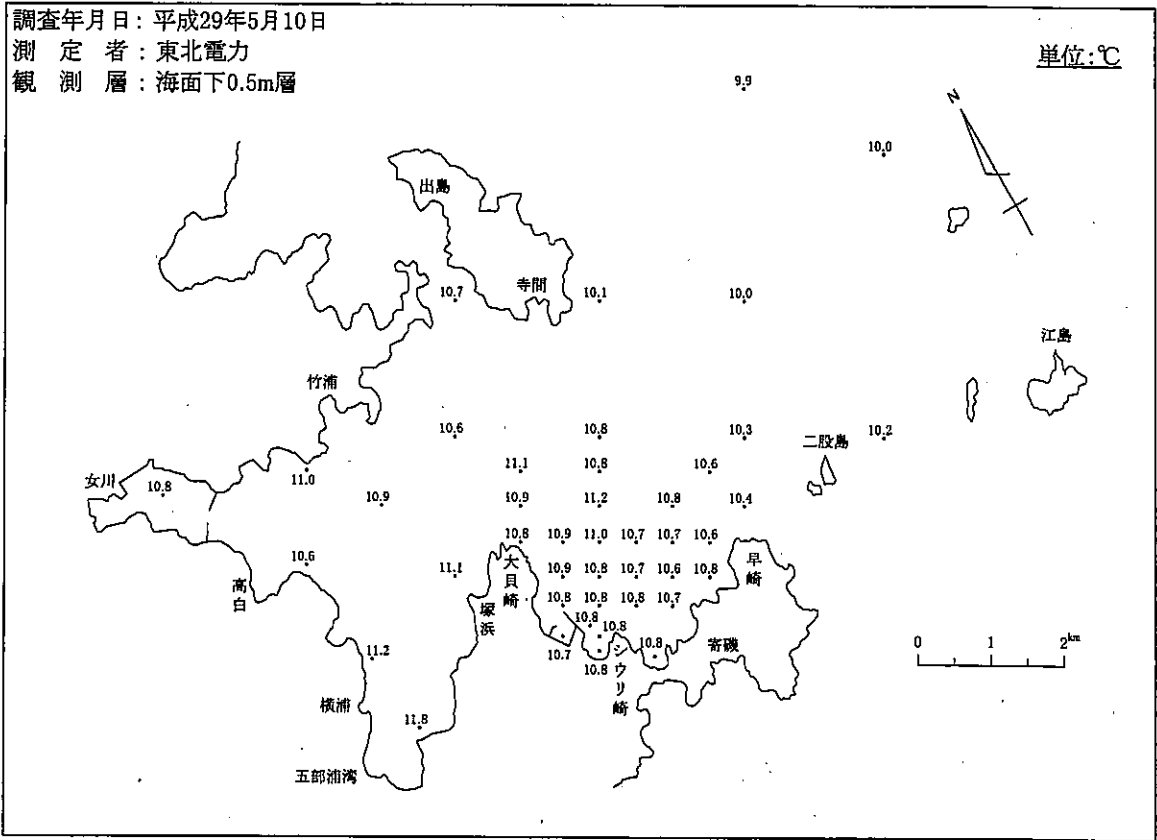 調査年月日：平成29年5月10日
測定者：東北電力
観測層：海面下0.5m層
単位：℃
9.9
N
10.0
出島
寺間
10.7
10.1
10.0
江島
竹浦
10.6
10.8
10.3
10.2
二股島
11.1
10.8
10.6
女川
10.8
11.0
10.9
10.9
11.2
10.8
10.4
10.8
10.9
11.0
10.7
10.7
10.6
10.6
11.1
大貝崎
10.9
10.8
10.7
10.6
10.8
早崎
高白
塚浜
10.8
10.8
10.8
10.7
10.8
10.8
10.7
10.8
10.8
シウリ崎
寄磯
0 1 2km
11.2
横浦
11.8
五部浦湾